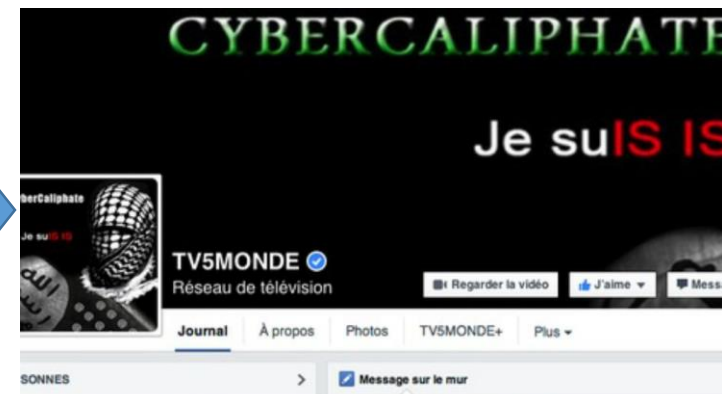 CYBERCALIPHATE
Je suIS IS
berCaliphate
Je suIS IS
TV5MONDE
Réseau de télévision
Regarder la vidéo
J'aime
Mess
Journal
À propos
Photos
TV5MONDE+
Plus
SONNES
Message sur le mur